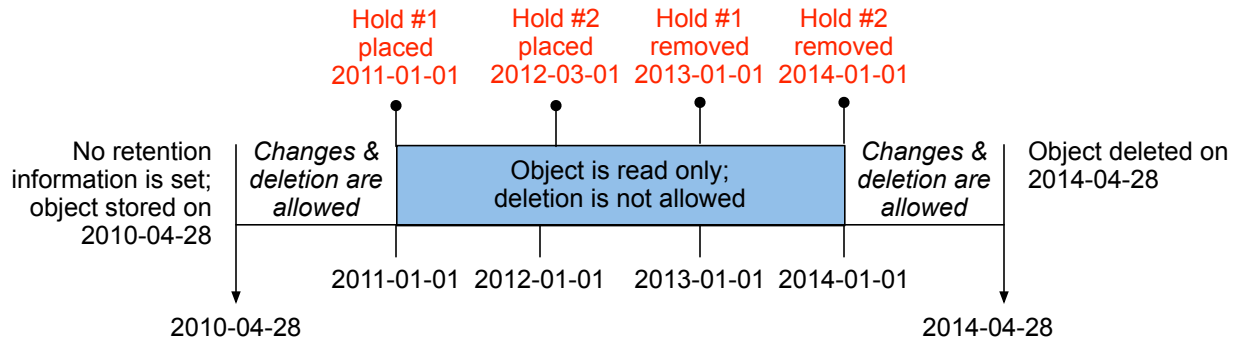 Hold #1
placed
2011-01-01
Hold #2
placed
2012-03-01
Hold #1
removed
2013-01-01
Hold #2
removed
2014-01-01
No retention
information is set;
object stored on
2010-04-28
Changes &
deletion are
allowed
Object is read only;
deletion is not allowed
Changes &
deletion are
allowed
Object deleted on
2014-04-28
2011-01-01
2012-01-01
2013-01-01
2014-01-01
2010-04-28
2014-04-28